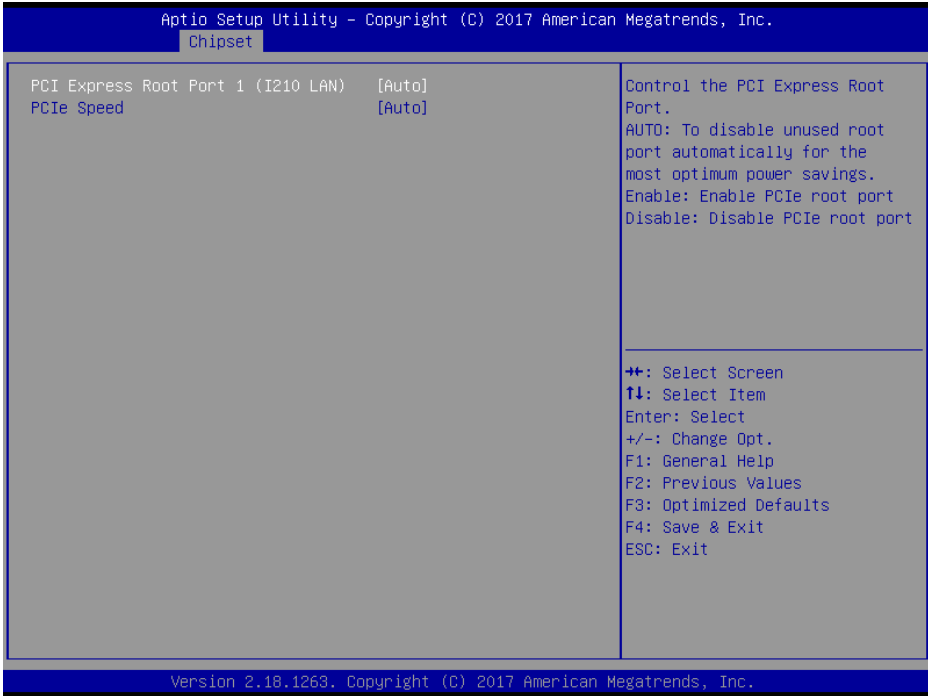 Aptio Setup Utility – Copyright (C) 2017 American Megatrends, Inc.
Chipset
PCI Express Root Port 1 (I210 LAN) [Auto]
PCIe Speed [Auto]
Control the PCI Express Root
Port.
AUTO: To disable unused root
port automatically for the
most optimum power savings.
Enable: Enable PCIe root port
Disable: Disable PCIe root port
→←: Select Screen
↑↓: Select Item
Enter: Select
+/-: Change Opt.
F1: General Help
F2: Previous Values
F3: Optimized Defaults
F4: Save & Exit
ESC: Exit
Version 2.18.1263. Copyright (C) 2017 American Megatrends, Inc.